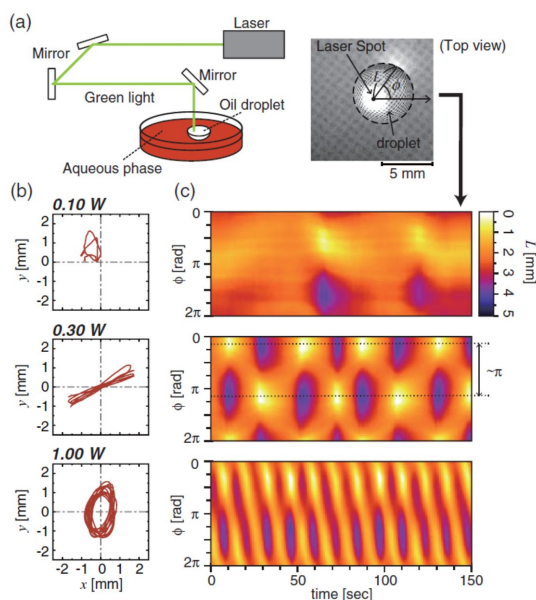 (a)
Laser
Mirror
Mirror
Green light
Oil droplet
Aqueous phase
Laser Spot
(Top view)
L
ϕ
droplet
5 mm
(b)
(c)
0.10 W
y [mm]
2
1
0
-1
-2
ϕ [rad]
0
π
2π
0
1
2
3
4
5
L [mm]
0.30 W
y [mm]
2
1
0
-1
-2
ϕ [rad]
0
π
2π
~π
1.00 W
y [mm]
2
1
0
-1
-2
-2 -1 0 1 2
x [mm]
ϕ [rad]
0
π
2π
0 50 100 150
time [sec]